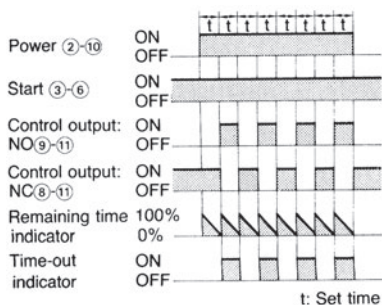 t t t t t t t t
Power ②-⑩ ON
OFF
Start ③-⑥ ON
OFF
Control output: ON
NO⑨-⑪ OFF
Control output: ON
NC⑧-⑪ OFF
Remaining time 100%
indicator 0%
Time-out ON
indicator OFF
t: Set time